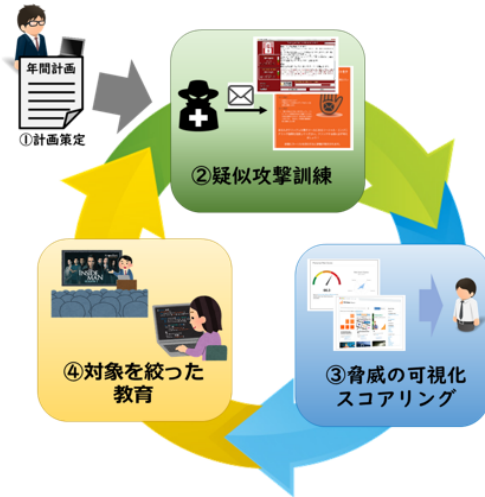 年間計画
①計画策定
②疑似攻撃訓練
③脅威の可視化
スコアリング
④対象を絞った
教育
INSIDE
MAN